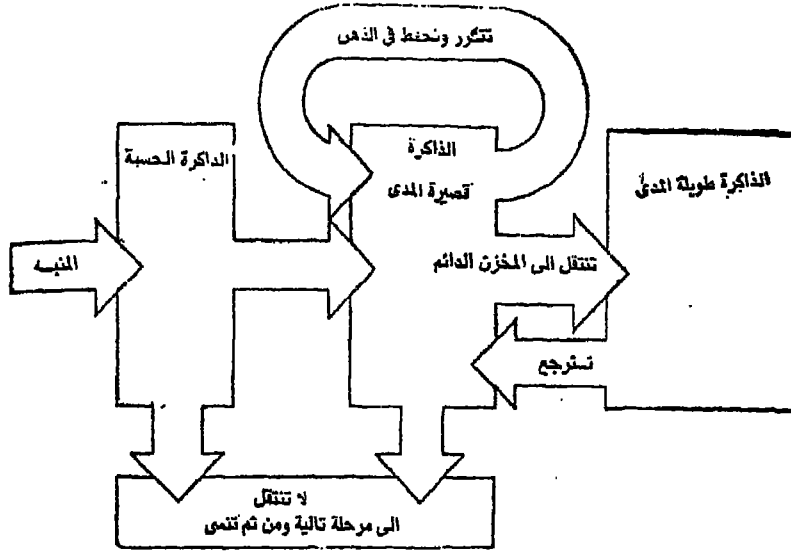 تتكرر وتحفظ في الذهن
الذاكرة الحسية
الذاكرة
قصيرة المدى
الذاكرة طويلة المدى
المنبه
تنتقل الى المخزن الدائم
تسترجع
لا تنتقل
الى مرحلة تالية ومن ثم تنسى